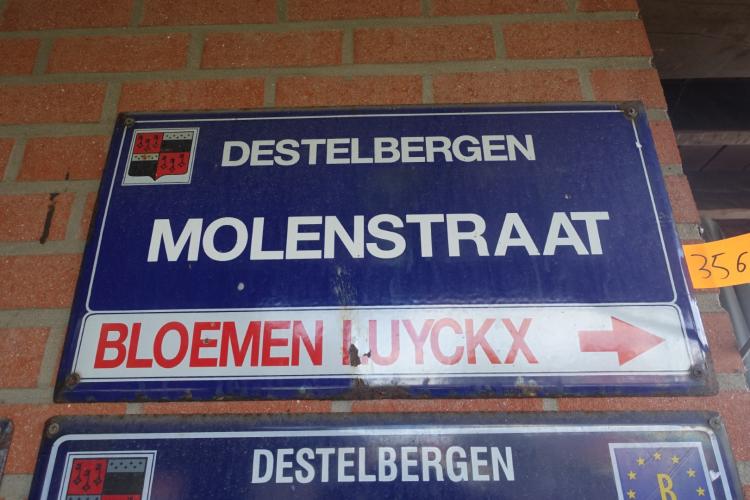 DESTELBERGEN
MOLENSTRAAT
BLOEMEN LUYCKX
356
DESTELBERGEN
R